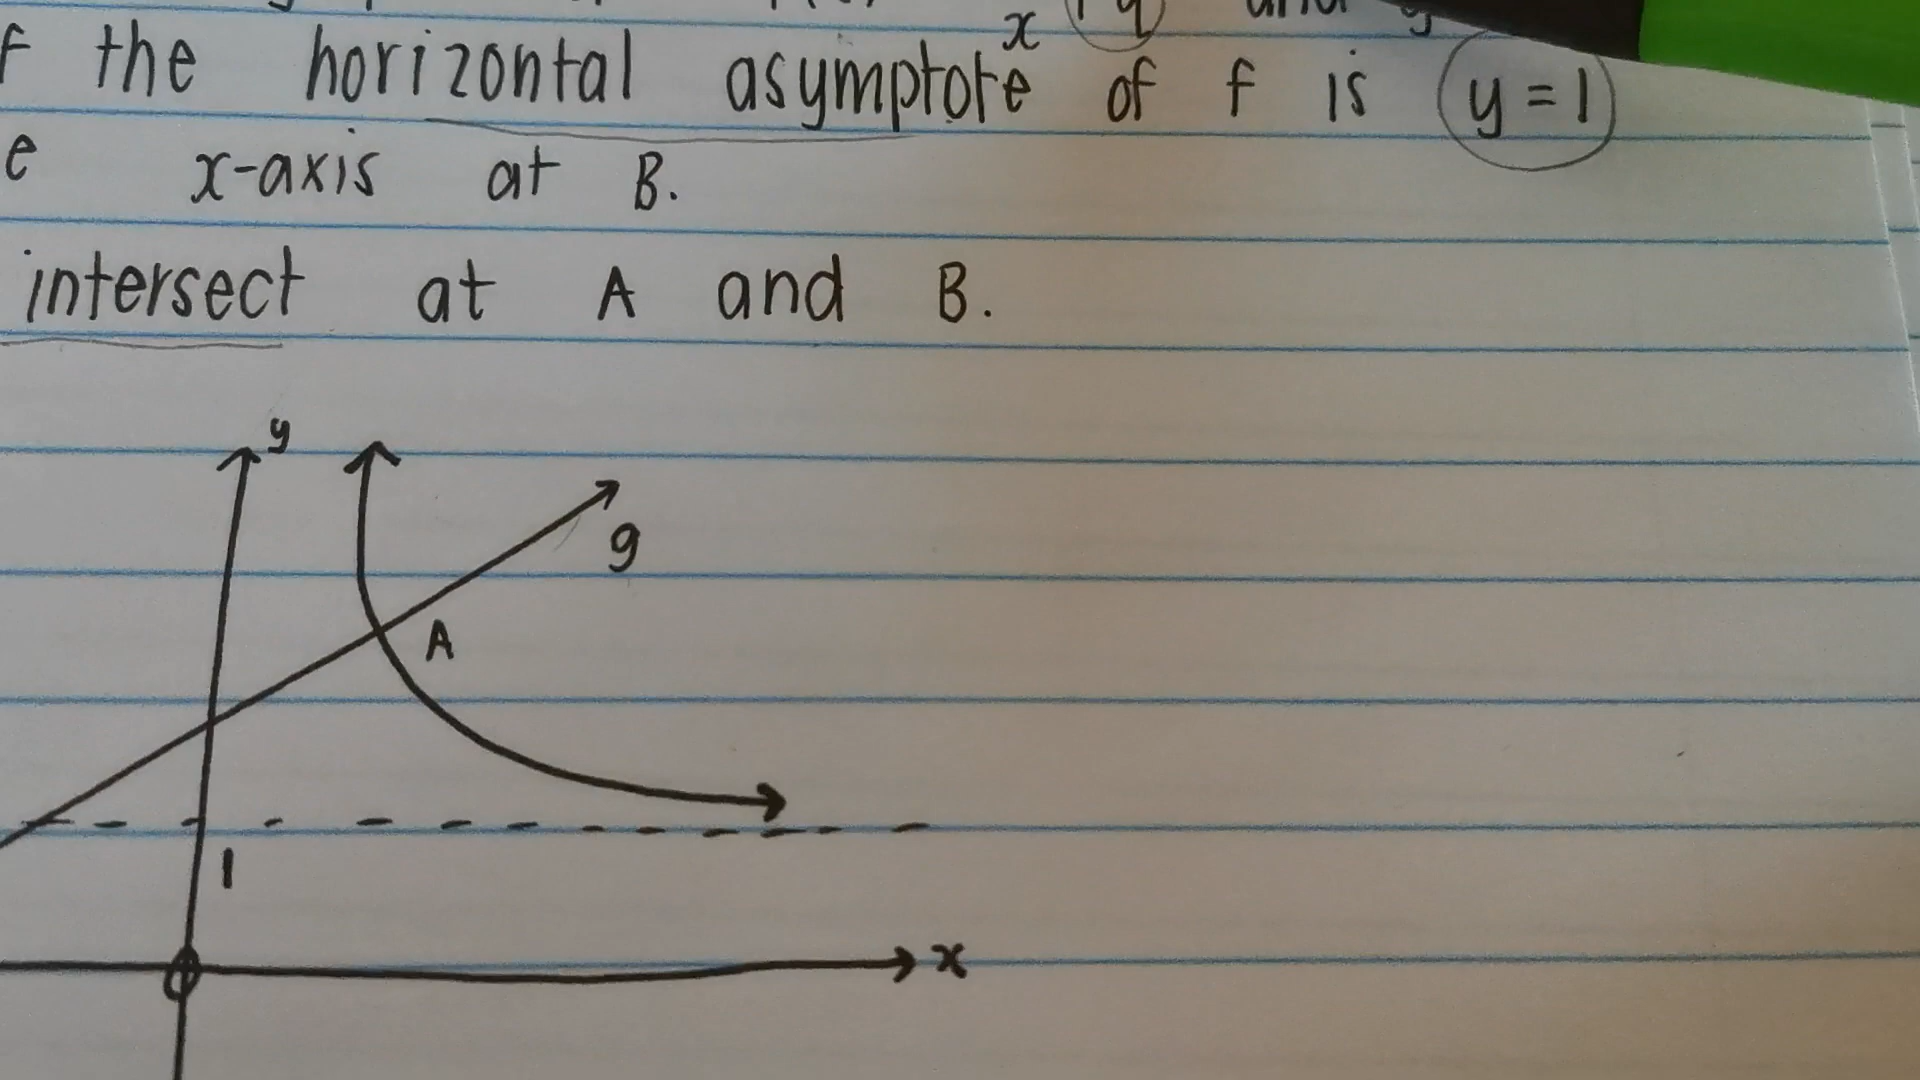 x
f the horizontal asymptote of f is y = 1
e x-axis at B.
intersect at A and B.
y
g
A
1
x